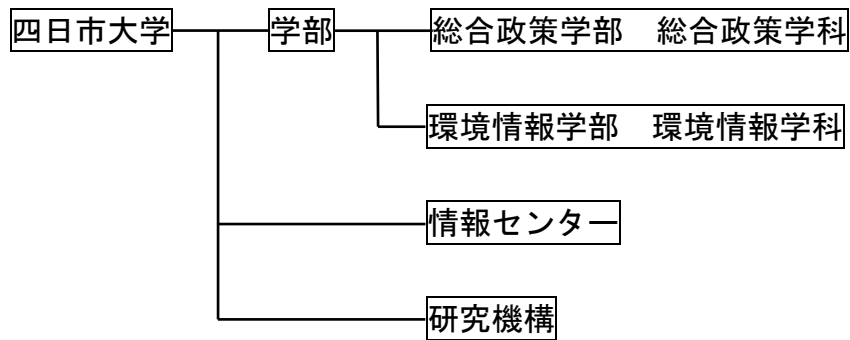 四日市大学 学部 総合政策学部　総合政策学科
環境情報学部　環境情報学科
情報センター
研究機構